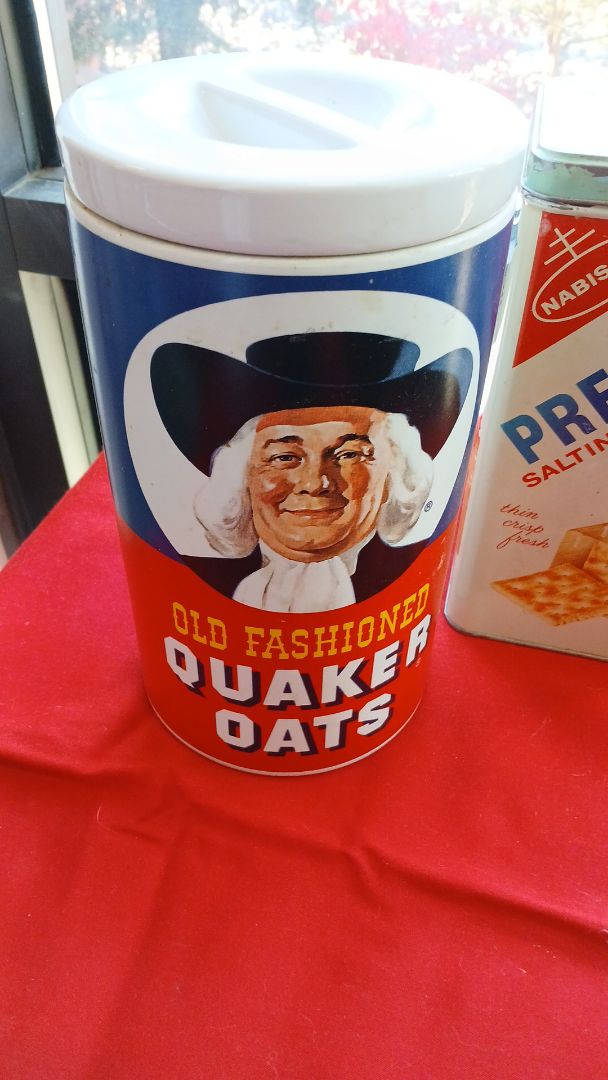 OLD FASHIONED
QUAKER
OATS
®
NABIS
PRE
SALTIN
thin
crisp
fresh